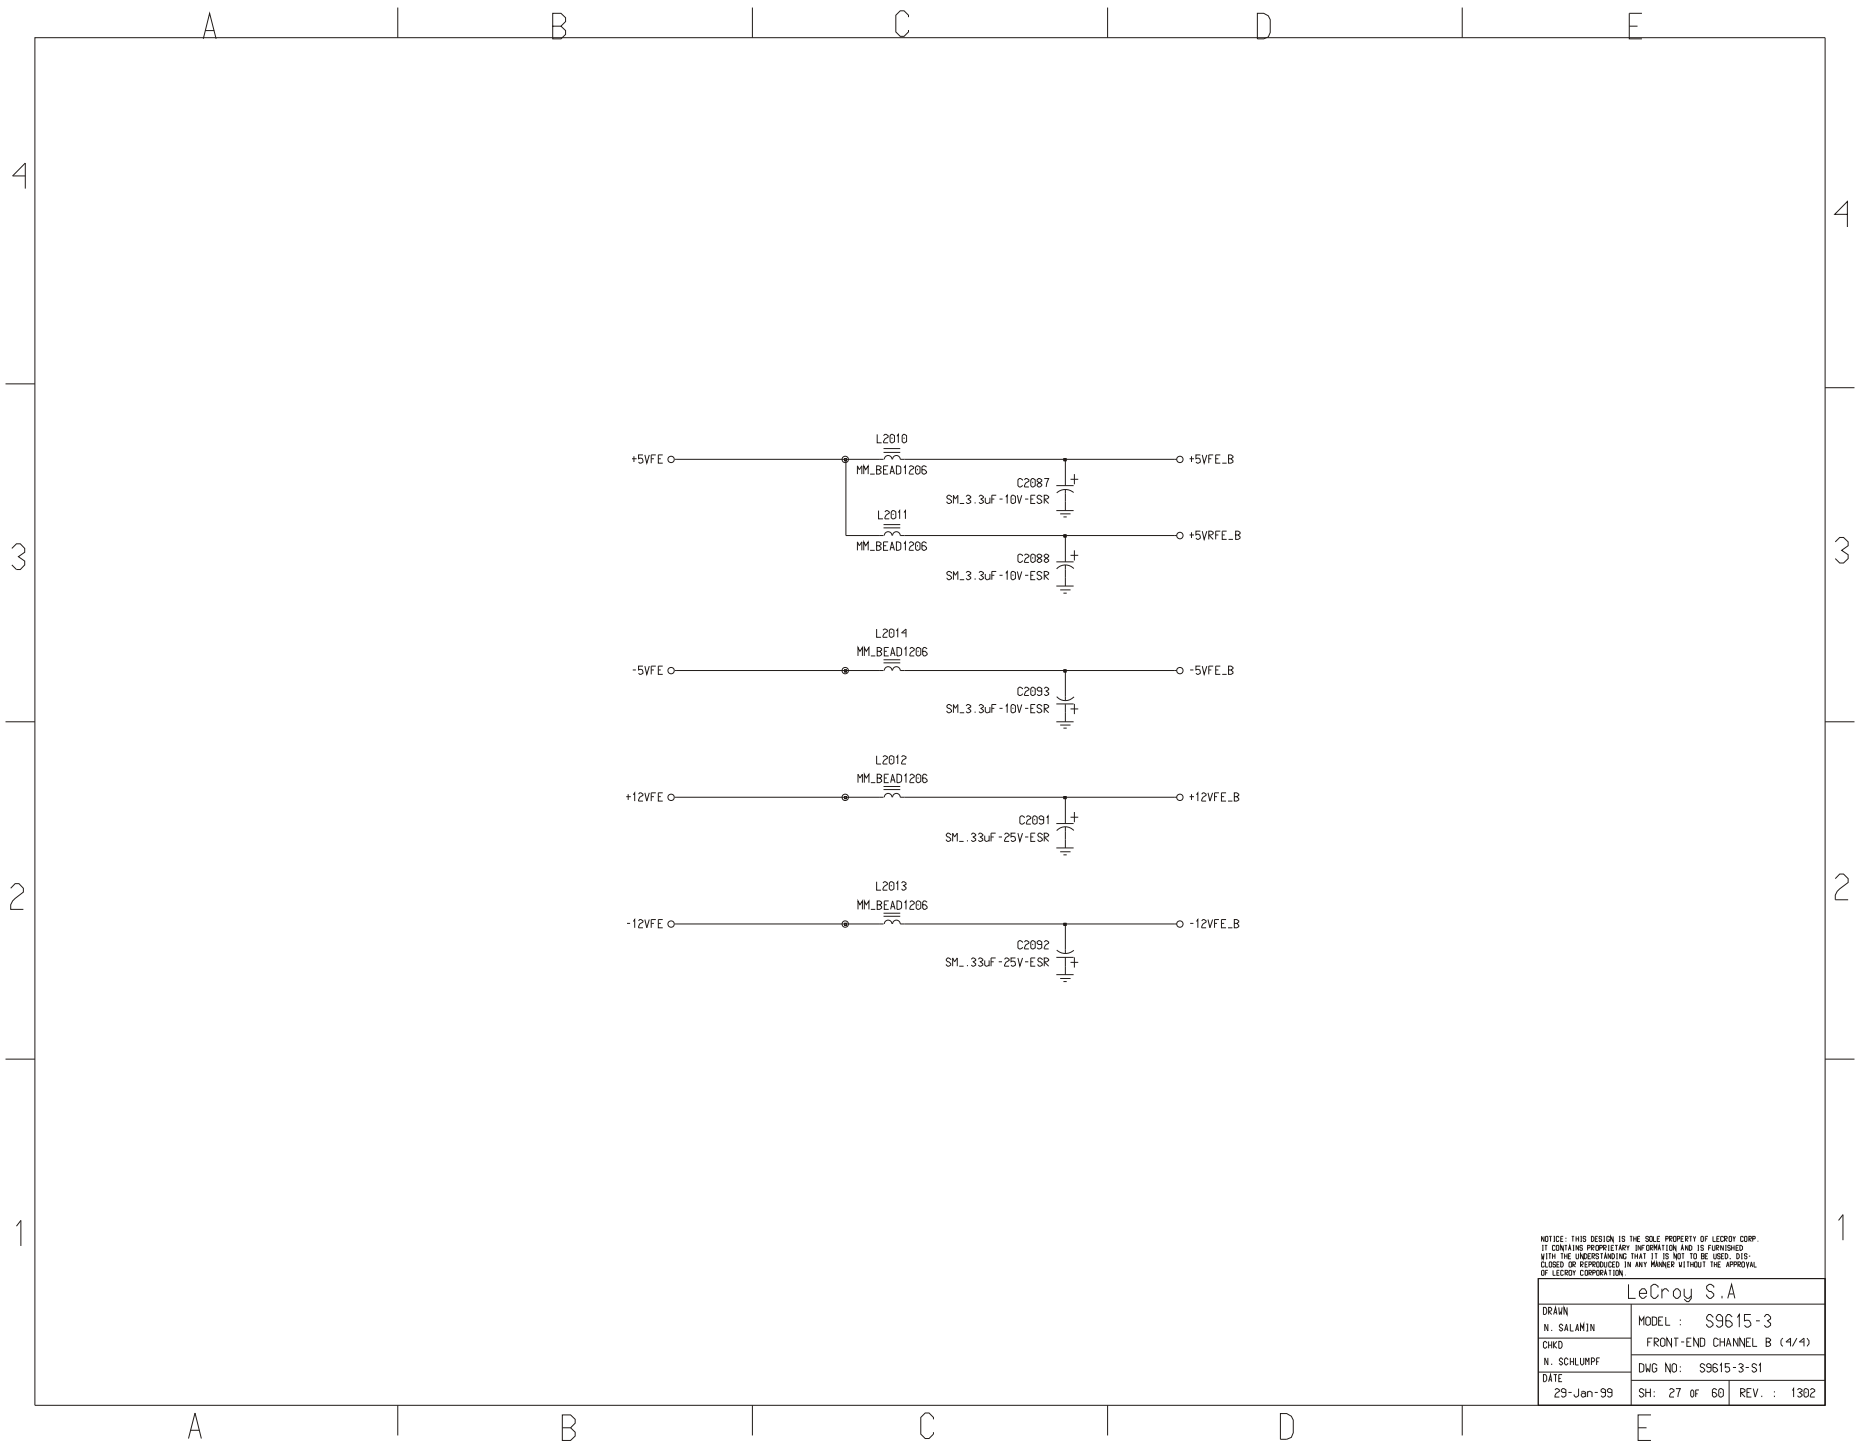 A B C D E
4
4
L2010
+5VFE +5VFE_B
MM_BEAD1206
C2087 +
SM_3.3uF-10V-ESR
L2011
+5VRFE_B
MM_BEAD1206
3
3
C2088 +
SM_3.3uF-10V-ESR
L2014
MM_BEAD1206
-5VFE -5VFE_B
C2093
SM_3.3uF-10V-ESR +
L2012
MM_BEAD1206
+12VFE +12VFE_B
C2091 +
SM_.33uF-25V-ESR
L2013
MM_BEAD1206
2
2
-12VFE -12VFE_B
C2092
SM_.33uF-25V-ESR +
1
1
NOTICE: THIS DESIGN IS THE SOLE PROPERTY OF LECROY CORP.
IT CONTAINS PROPRIETARY INFORMATION AND IS FURNISHED
WITH THE UNDERSTANDING THAT IT IS NOT TO BE USED, DIS-
CLOSED OR REPRODUCED IN ANY MANNER WITHOUT THE APPROVAL
OF LECROY CORPORATION.
LeCroy S.A
DRAWN
N. SALAMIN
MODEL : S9615-3
FRONT-END CHANNEL B (4/4)
CHKD
N. SCHLUMPF
DWG NO: S9615-3-S1
DATE
29-Jan-99
SH: 27 OF 60 REV. : 1302
A B C D E